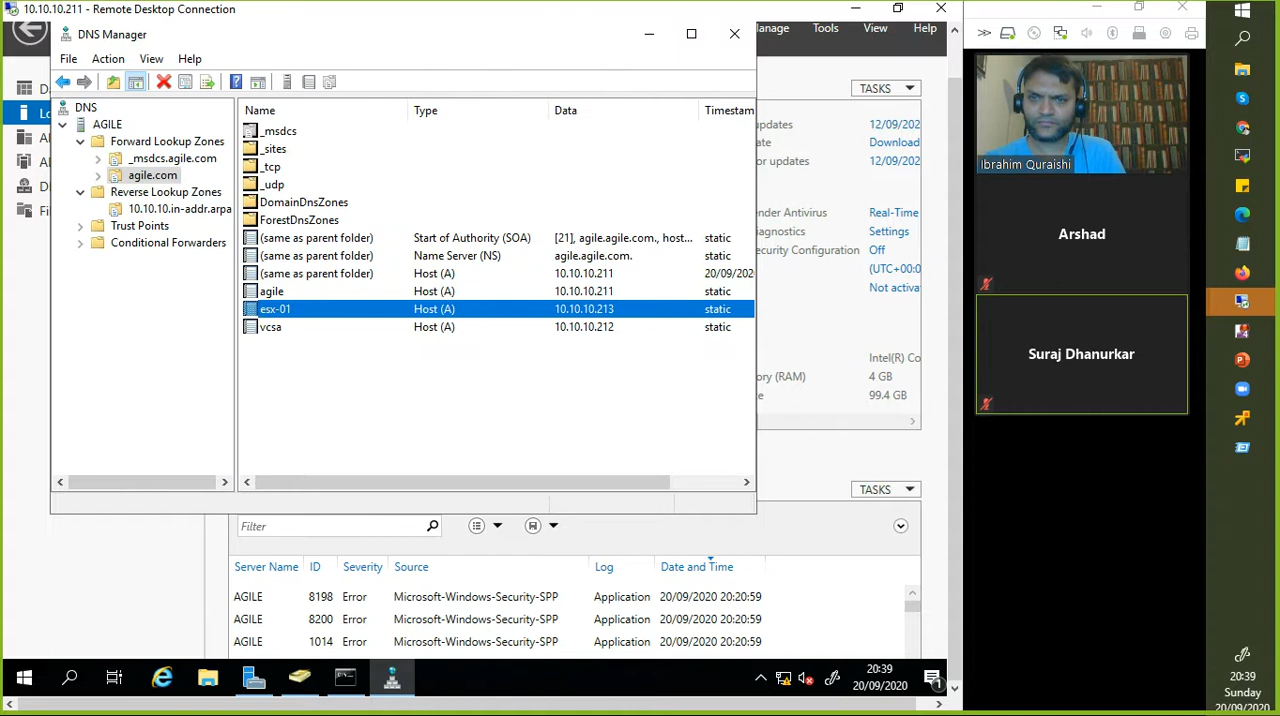 10.10.10.211 - Remote Desktop Connection
DNS Manager
Manage Tools View Help
File Action View Help
TASKS
DNS
AGILE
Forward Lookup Zones
_msdcs.agile.com
agile.com
Reverse Lookup Zones
10.10.10.in-addr.arpa
Trust Points
Conditional Forwarders
Name Type Data Timestam
_msdcs
_sites
_tcp
_udp
DomainDnsZones
ForestDnsZones
(same as parent folder) Start of Authority (SOA) [21], agile.agile.com., host... static
(same as parent folder) Name Server (NS) agile.agile.com. static
(same as parent folder) Host (A) 10.10.10.211 20/09/202
agile Host (A) 10.10.10.211 static
esx-01 Host (A) 10.10.10.213 static
vcsa Host (A) 10.10.10.212 static
updates 12/09/202
te Download
or updates 12/09/202
ender Antivirus Real-Time
iagnostics Settings
ecurity Configuration Off
(UTC+00:0
Not activa
Intel(R) Co
ory (RAM) 4 GB
e 99.4 GB
TASKS
Filter
Server Name ID Severity Source Log Date and Time
AGILE 8198 Error Microsoft-Windows-Security-SPP Application 20/09/2020 20:20:59
AGILE 8200 Error Microsoft-Windows-Security-SPP Application 20/09/2020 20:20:59
AGILE 1014 Error Microsoft-Windows-Security-SPP Application 20/09/2020 20:20:59
20:39
20/09/2020
1
Ibrahim Quraishi
Arshad
Suraj Dhanurkar
20:39
Sunday
20/09/2020